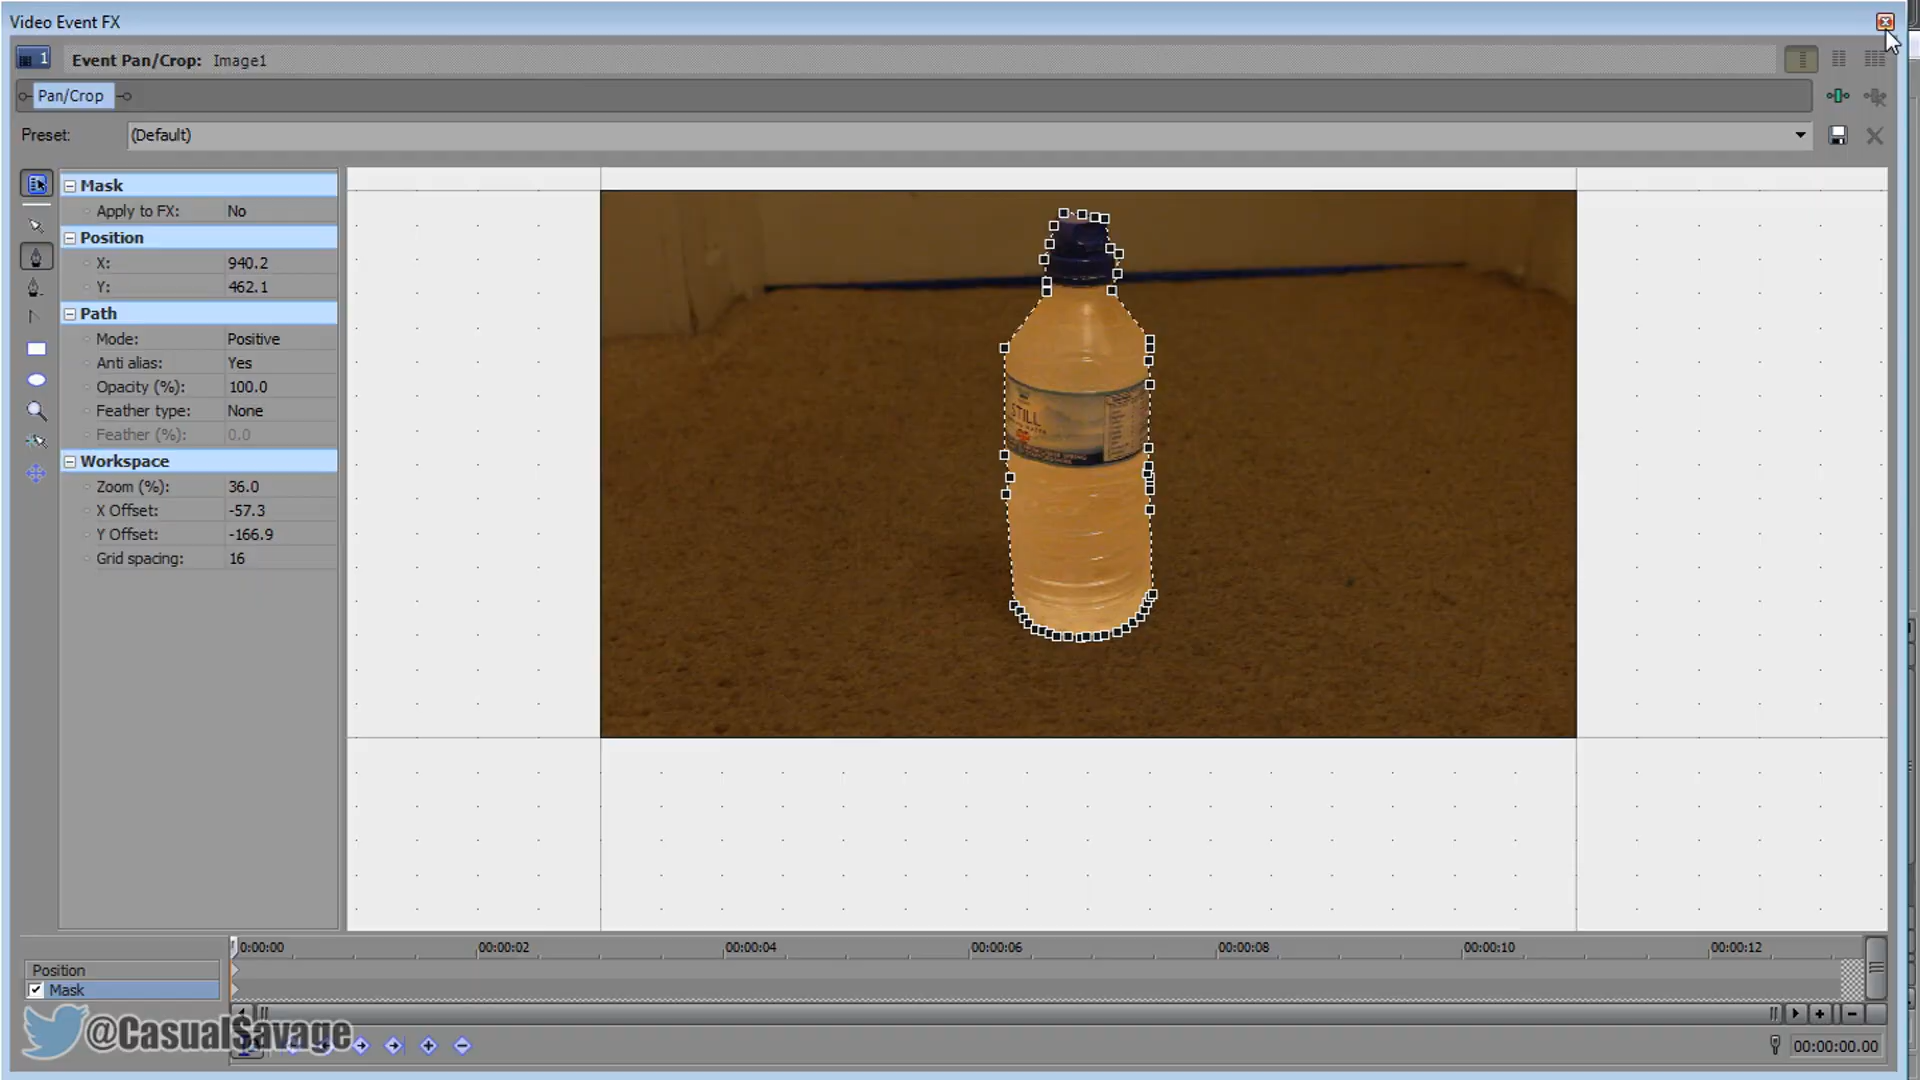 Video Event FX
1
Event Pan/Crop: Image1
Pan/Crop
Preset: (Default)
Mask
Apply to FX: No
Position
X: 940.2
Y: 462.1
Path
Mode: Positive
Anti alias: Yes
Opacity (%): 100.0
Feather type: None
Feather (%): 0.0
Workspace
Zoom (%): 36.0
X Offset: -57.3
Y Offset: -166.9
Grid spacing: 16
STILL
0:00:00 00:00:02 00:00:04 00:00:06 00:00:08 00:00:10 00:00:12
Position
Mask
@Casual$avage
00:00:00.00